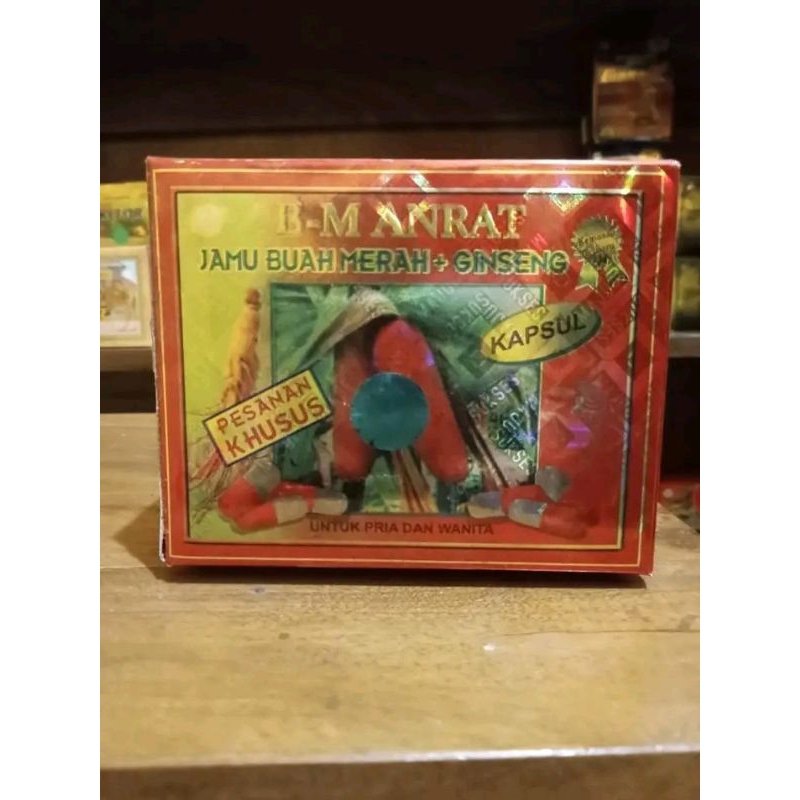 B-M ANRAT
JAMU BUAH MERAH + GINSENG
KAPSUL
PESANAN
KHUSUS
UNTUK PRIA DAN WANITA